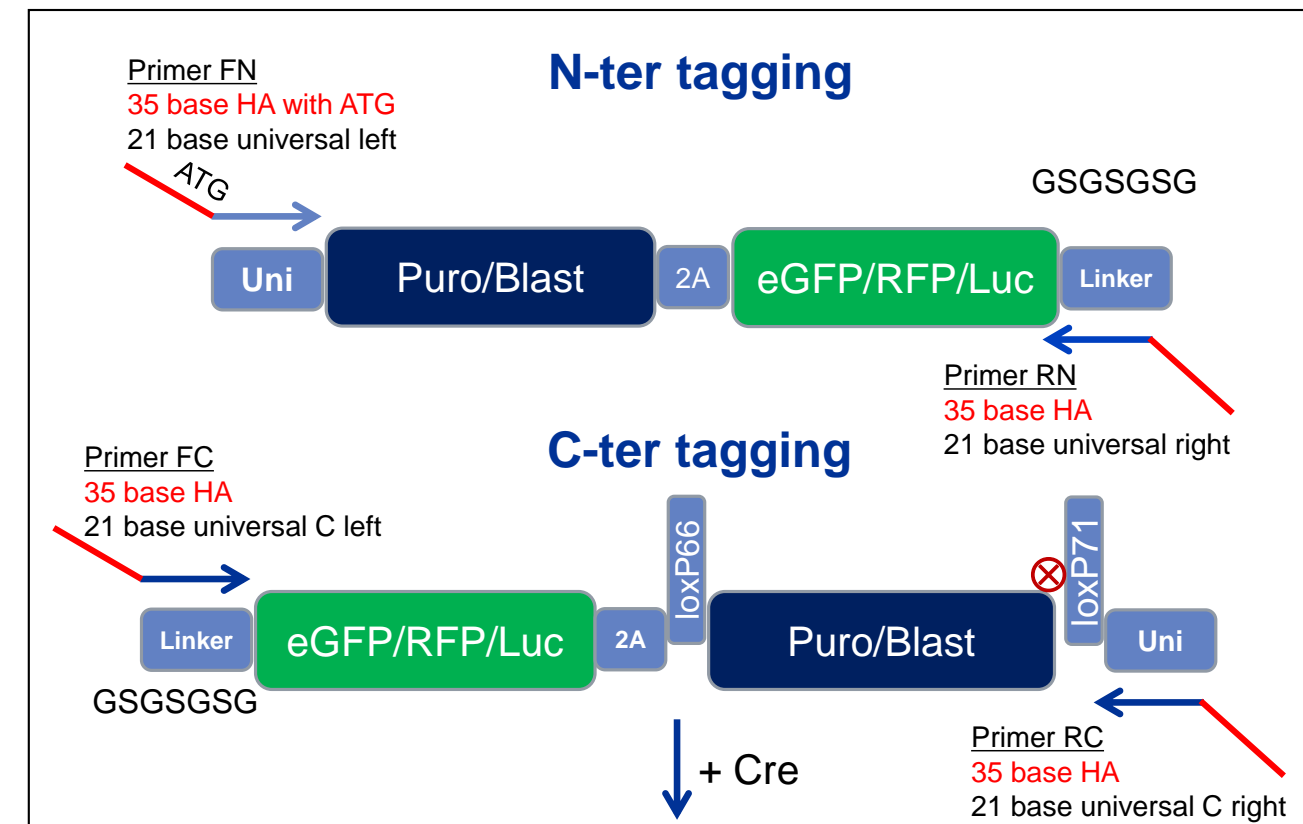 N-ter tagging
Primer FN
35 base HA with ATG
21 base universal left
ATG
GSGSGSG
Uni
Puro/Blast
2A
eGFP/RFP/Luc
Linker
Primer RN
35 base HA
21 base universal right
C-ter tagging
Primer FC
35 base HA
21 base universal C left
loxP66
loxP71
Linker
eGFP/RFP/Luc
2A
Puro/Blast
Uni
GSGSGSG
+ Cre
Primer RC
35 base HA
21 base universal C right